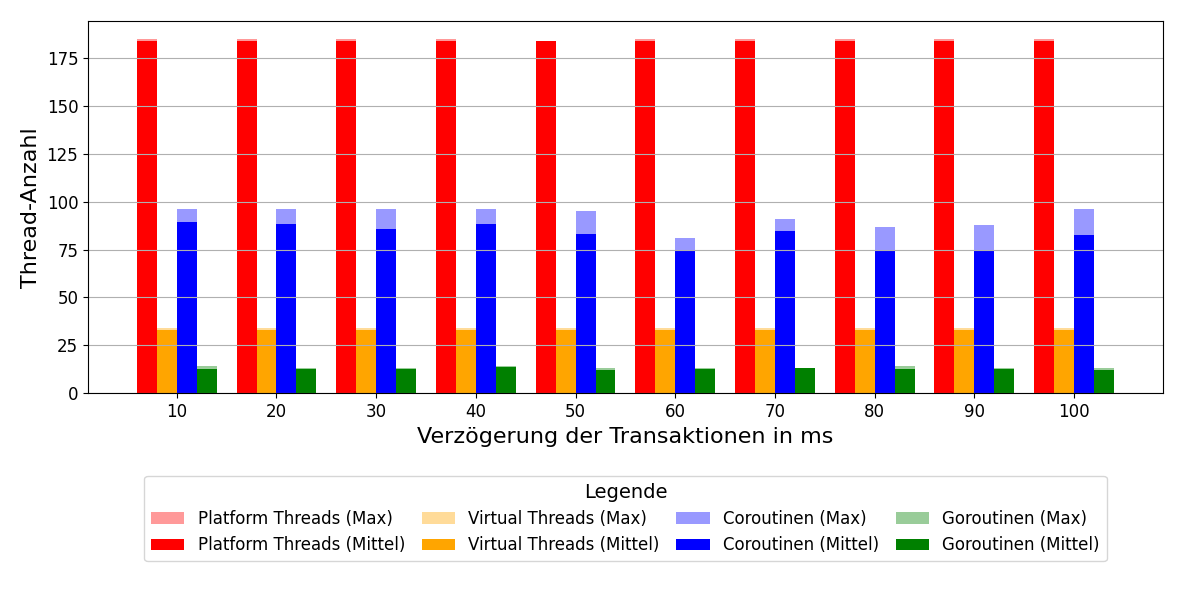 Thread-Anzahl
175
150
125
100
75
50
25
0
10 20 30 40 50 60 70 80 90 100
Verzögerung der Transaktionen in ms
Legende
Platform Threads (Max) Virtual Threads (Max) Coroutinen (Max) Goroutinen (Max)
Platform Threads (Mittel) Virtual Threads (Mittel) Coroutinen (Mittel) Goroutinen (Mittel)